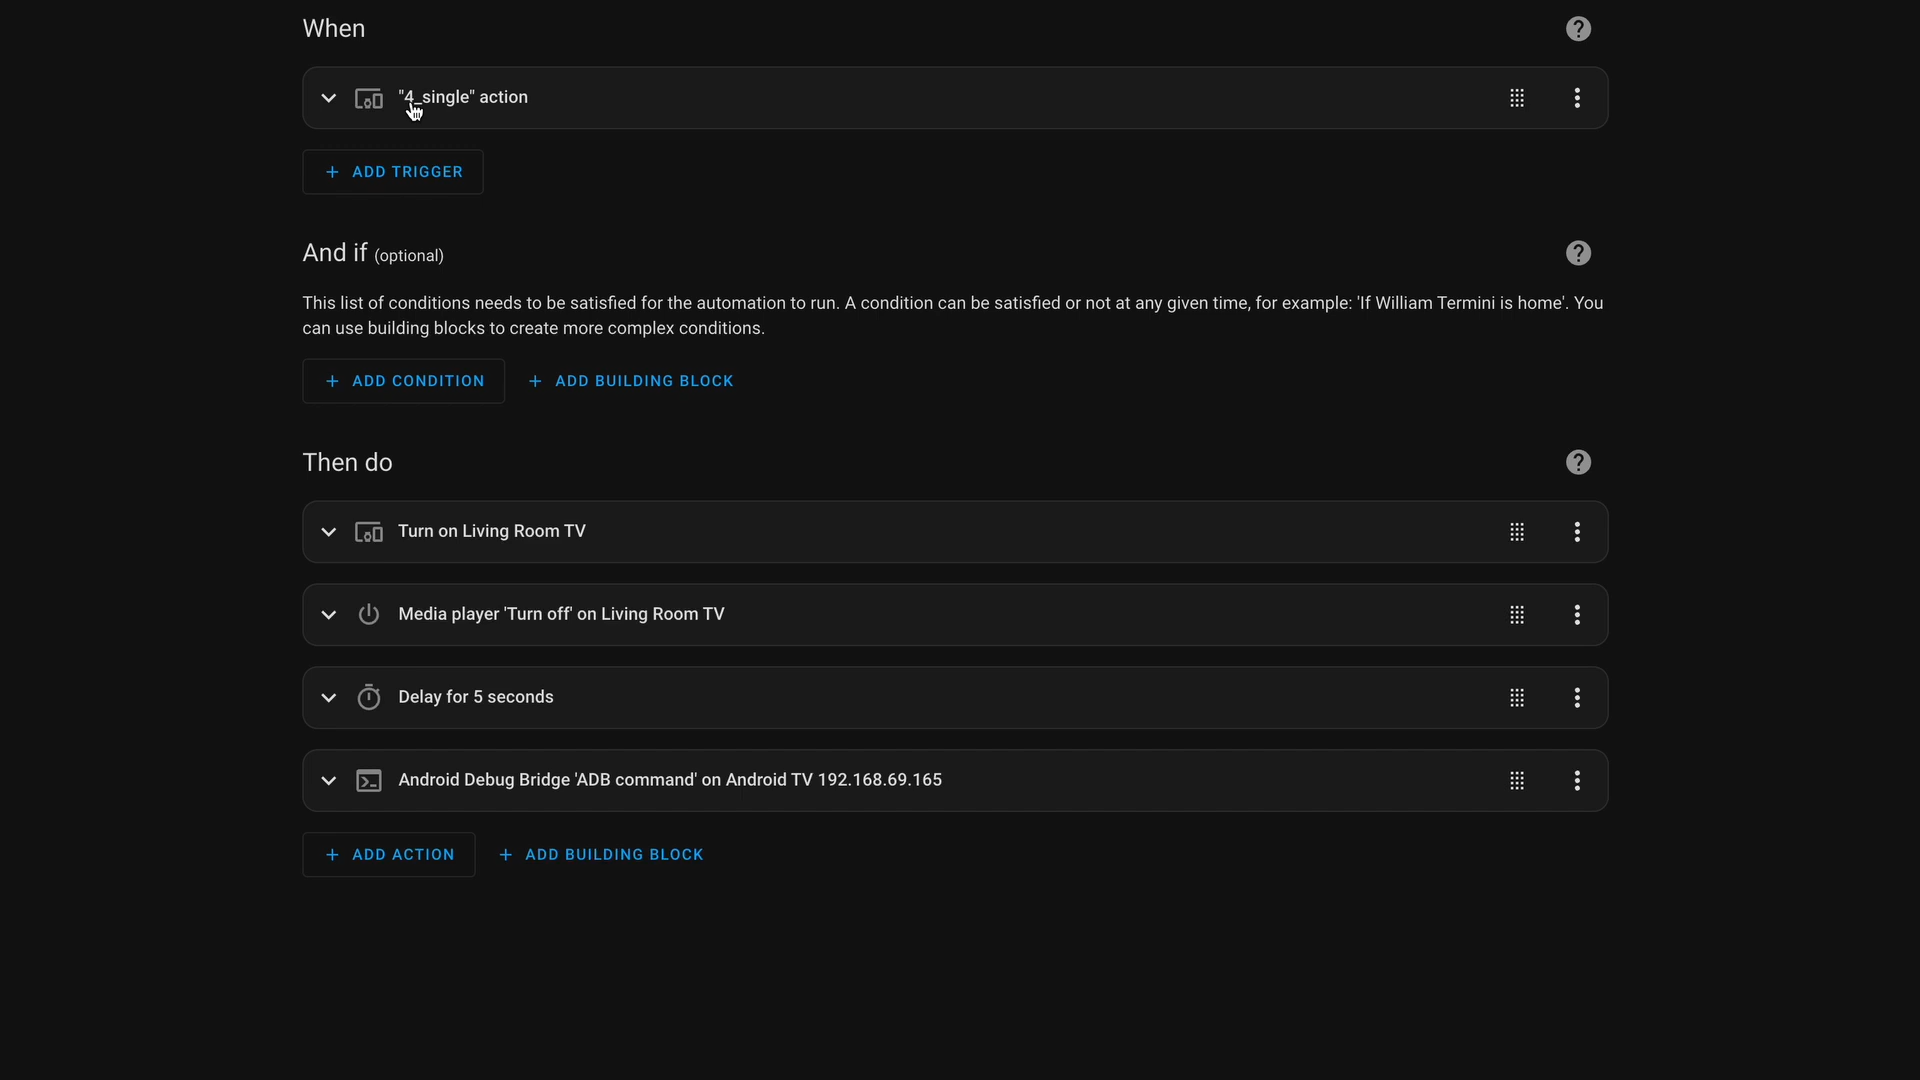 When
"4_single" action
+ ADD TRIGGER
And if (optional)
This list of conditions needs to be satisfied for the automation to run. A condition can be satisfied or not at any given time, for example: 'If William Termini is home'. You
can use building blocks to create more complex conditions.
+ ADD CONDITION + ADD BUILDING BLOCK
Then do
Turn on Living Room TV
Media player 'Turn off' on Living Room TV
Delay for 5 seconds
Android Debug Bridge 'ADB command' on Android TV 192.168.69.165
+ ADD ACTION + ADD BUILDING BLOCK